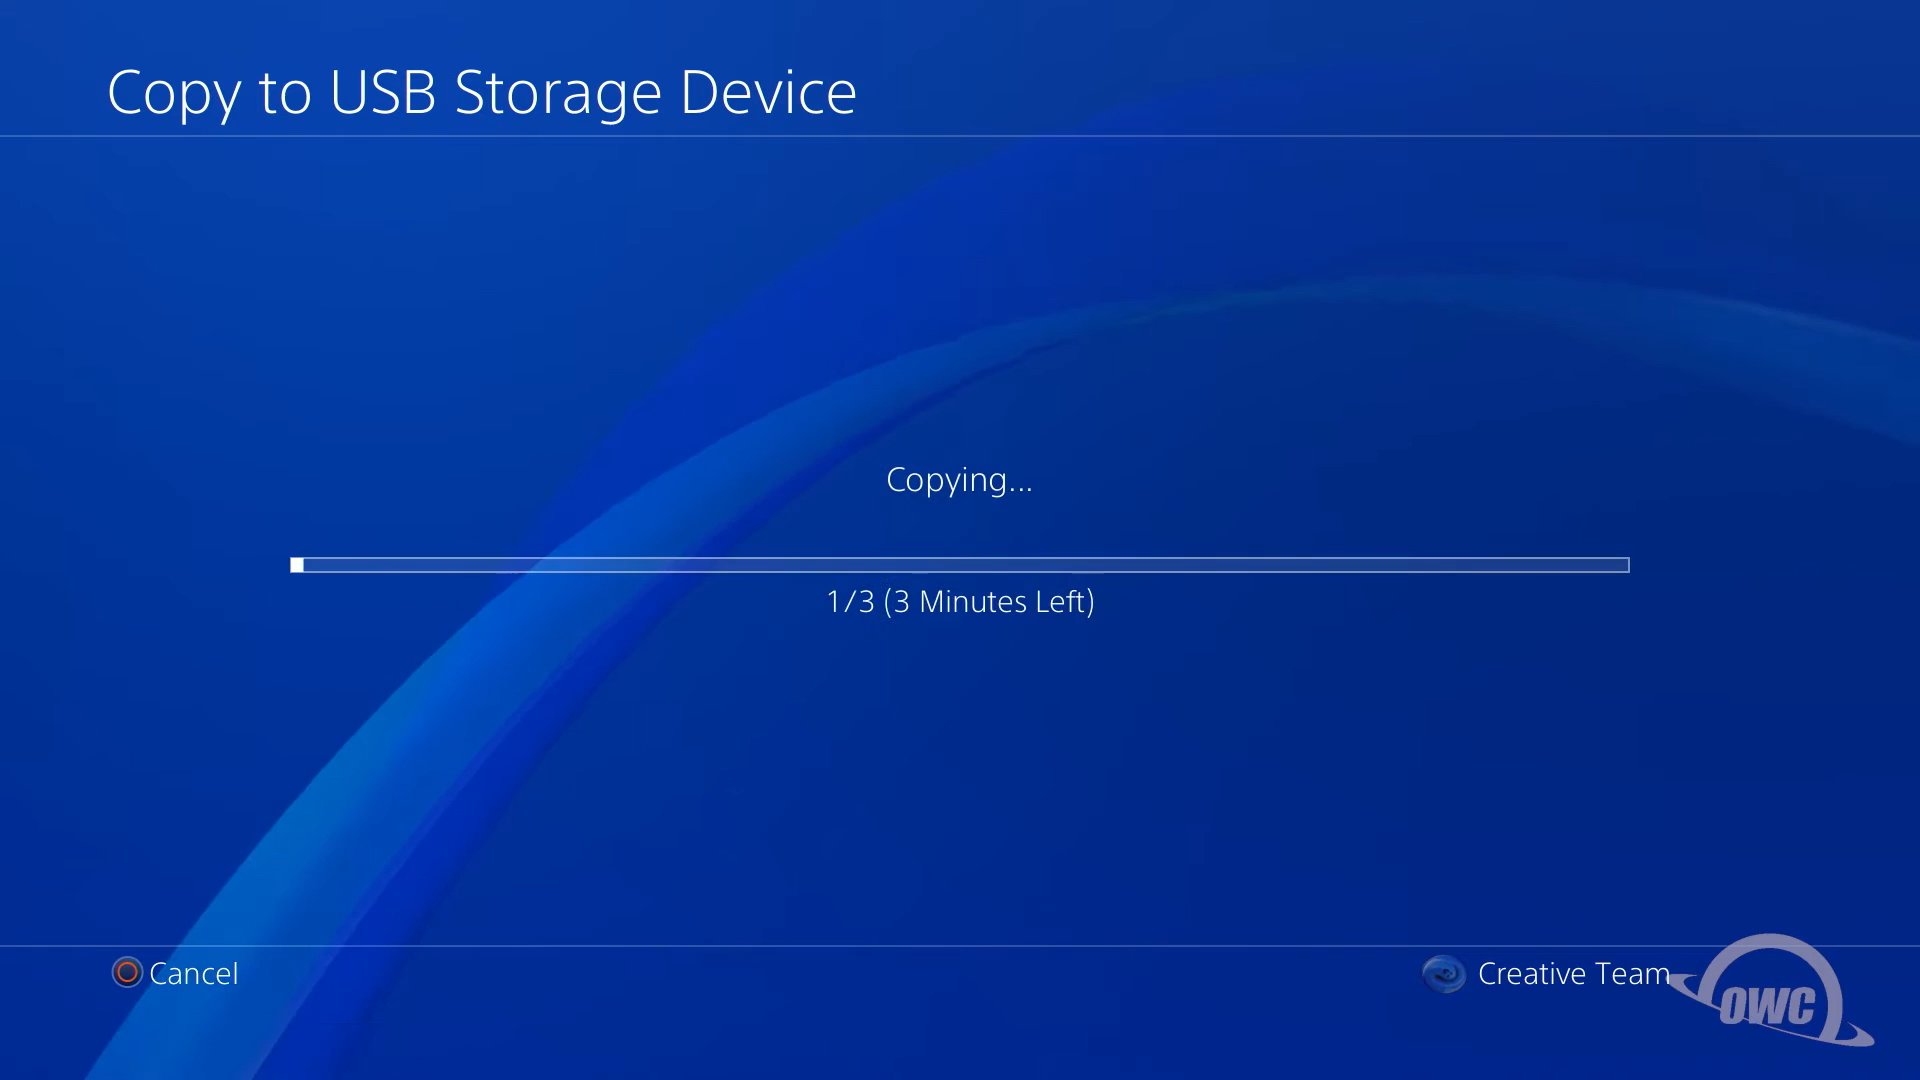 Copy to USB Storage Device
Copying...
1/3 (3 Minutes Left)
Cancel
Creative Team
OWC